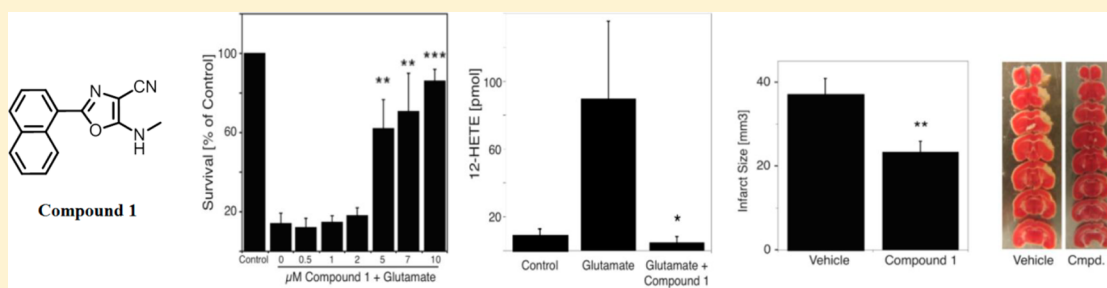 N
CN
O
N
H
Compound 1
Survival [% of Control]
100
60
20
**
**
***
Control
0
0.5
1
2
5
7
10
µM Compound 1 + Glutamate
12-HETE [pmol]
100
60
20
*
Control
Glutamate
Glutamate +
Compound 1
Infarct Size [mm3]
40
20
0
**
Vehicle
Compound 1
Vehicle
Cmpd.